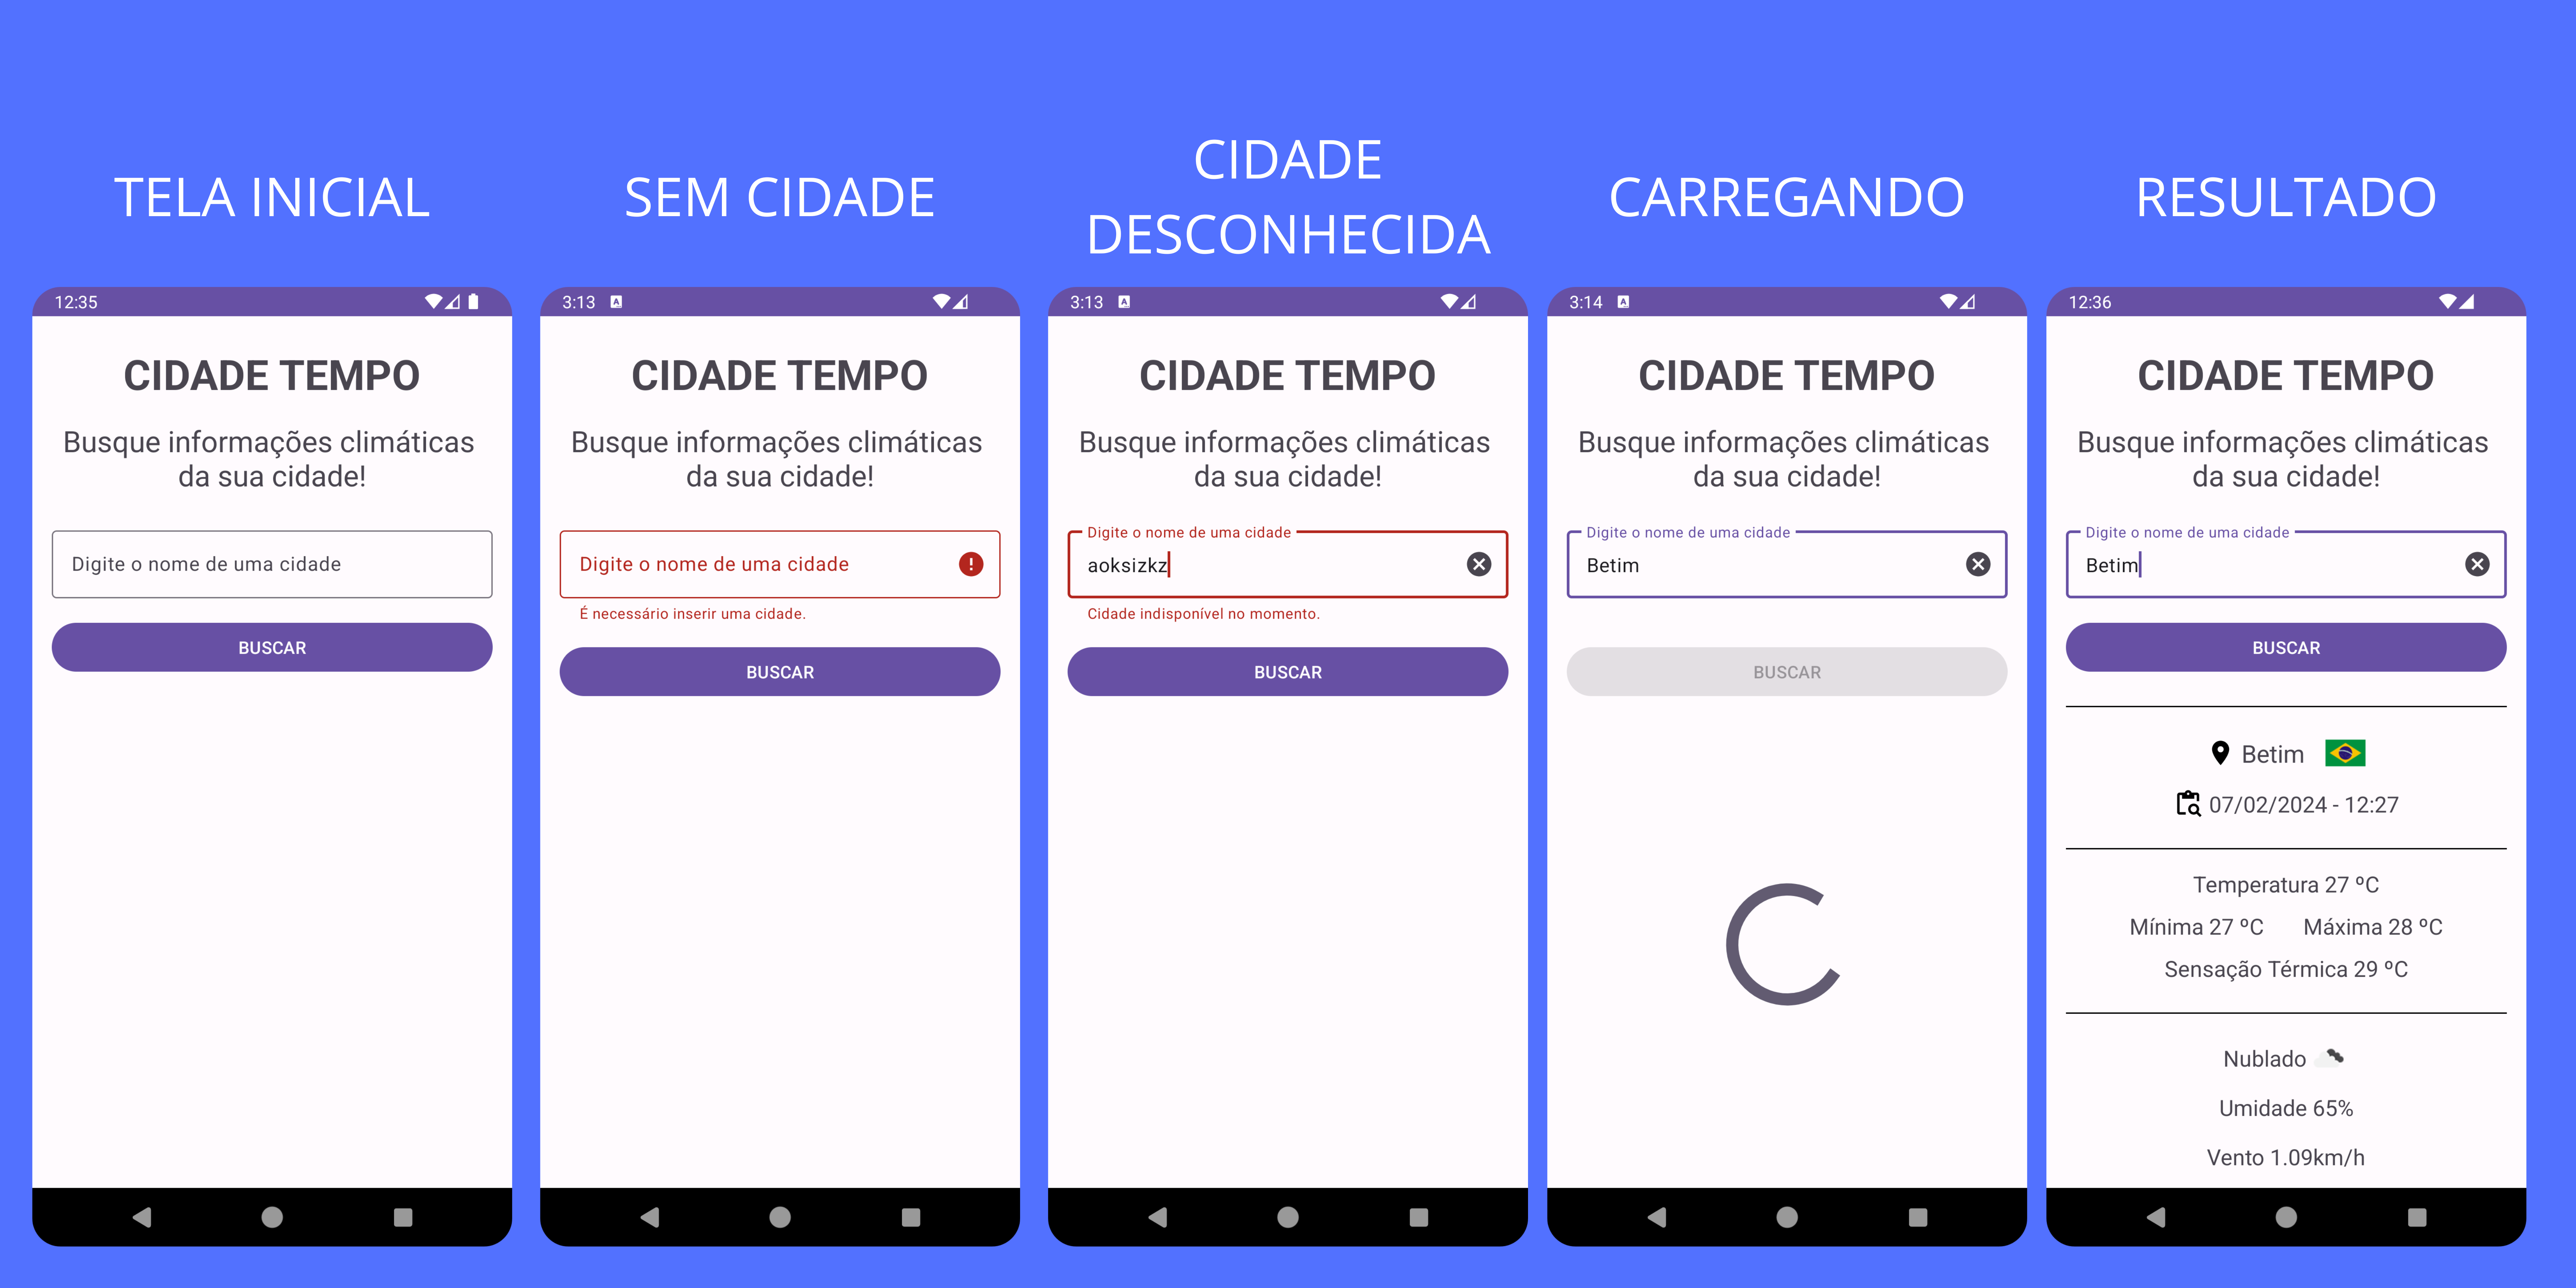 TELA INICIAL
12:35
CIDADE TEMPO
Busque informações climáticas
da sua cidade!
Digite o nome de uma cidade
BUSCAR
SEM CIDADE
3:13
CIDADE TEMPO
Busque informações climáticas
da sua cidade!
Digite o nome de uma cidade
É necessário inserir uma cidade.
BUSCAR
CIDADE
DESCONHECIDA
3:13
CIDADE TEMPO
Busque informações climáticas
da sua cidade!
Digite o nome de uma cidade
aoksizkz
Cidade indisponível no momento.
BUSCAR
CARREGANDO
3:14
CIDADE TEMPO
Busque informações climáticas
da sua cidade!
Digite o nome de uma cidade
Betim
BUSCAR
RESULTADO
12:36
CIDADE TEMPO
Busque informações climáticas
da sua cidade!
Digite o nome de uma cidade
Betim
BUSCAR
Betim
07/02/2024 - 12:27
Temperatura 27 ºC
Mínima 27 ºC Máxima 28 ºC
Sensação Térmica 29 ºC
Nublado
Umidade 65%
Vento 1.09km/h